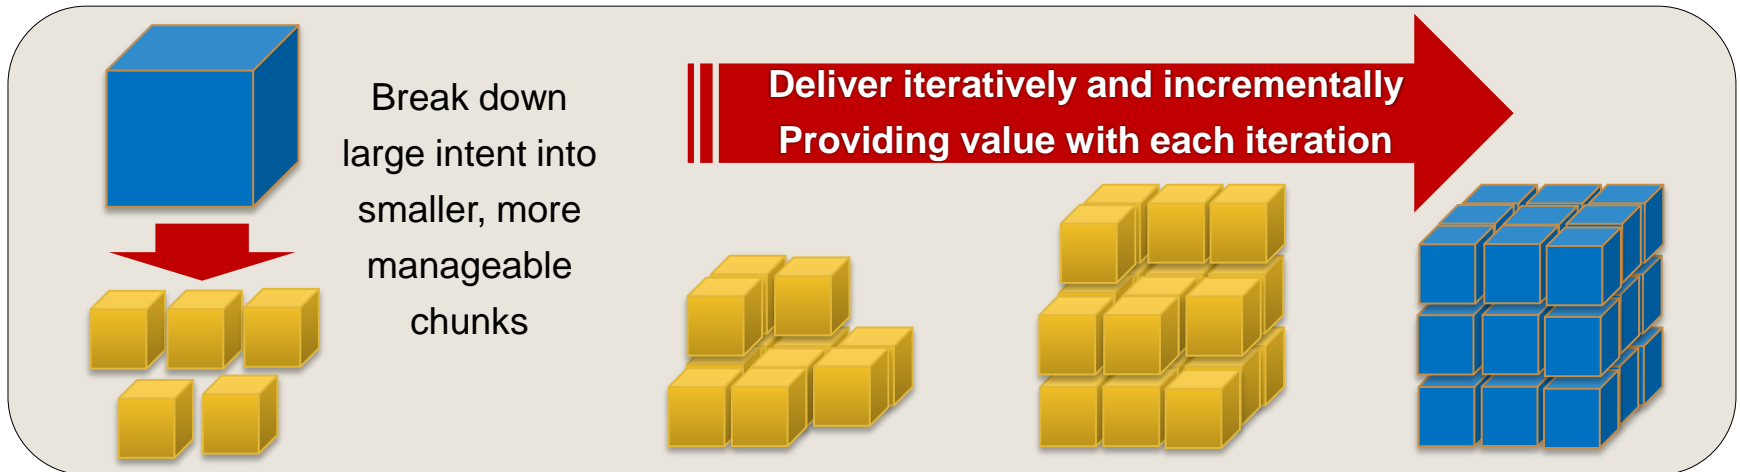 Break down
large intent into
smaller, more
manageable
chunks
Deliver iteratively and incrementally
Providing value with each iteration